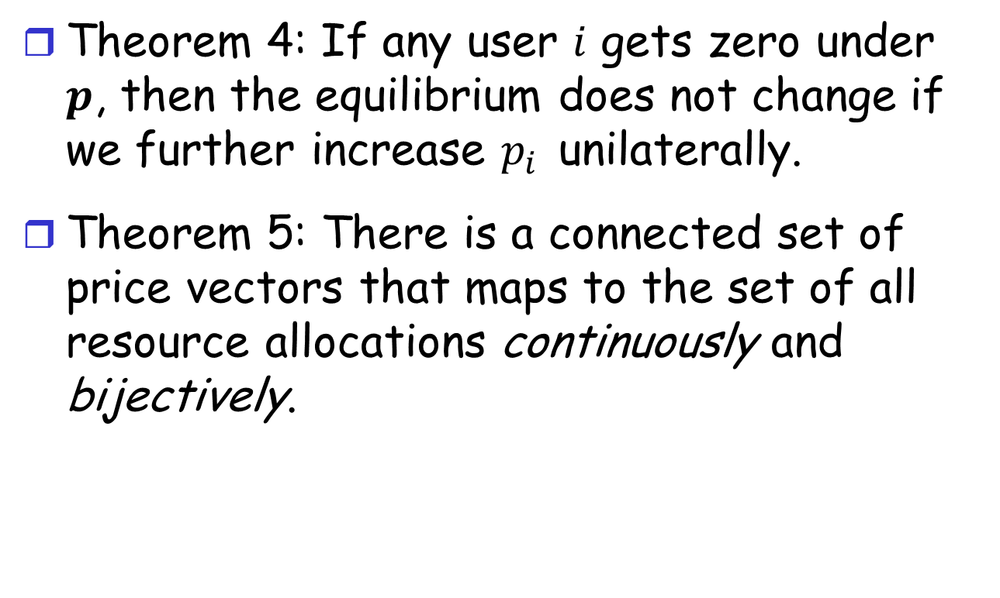 ❒ Theorem 4: If any user i gets zero under
p, then the equilibrium does not change if
we further increase pᵢ unilaterally.
❒ Theorem 5: There is a connected set of
price vectors that maps to the set of all
resource allocations continuously and
bijectively.